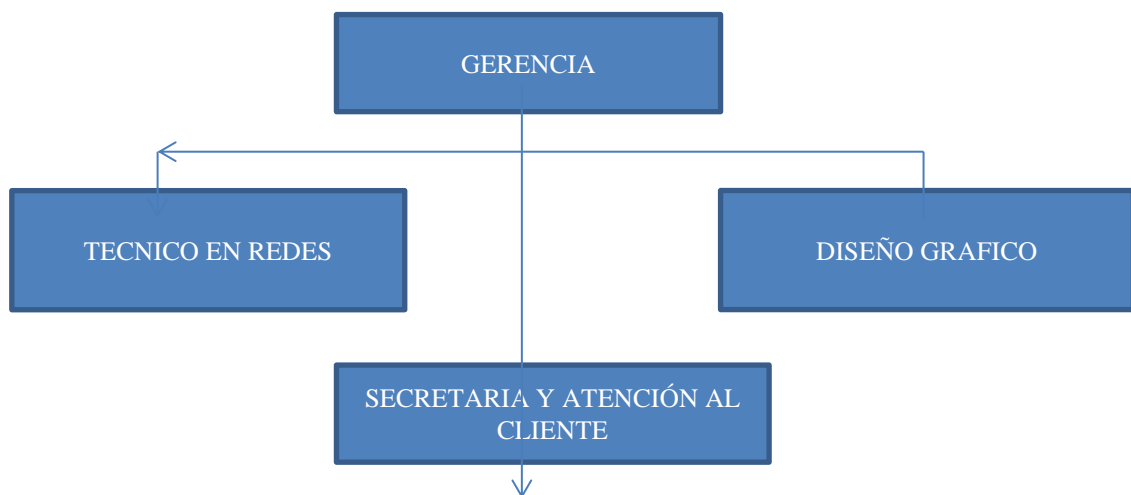 GERENCIA
TECNICO EN REDES
DISEÑO GRAFICO
SECRETARIA Y ATENCIÓN AL
CLIENTE